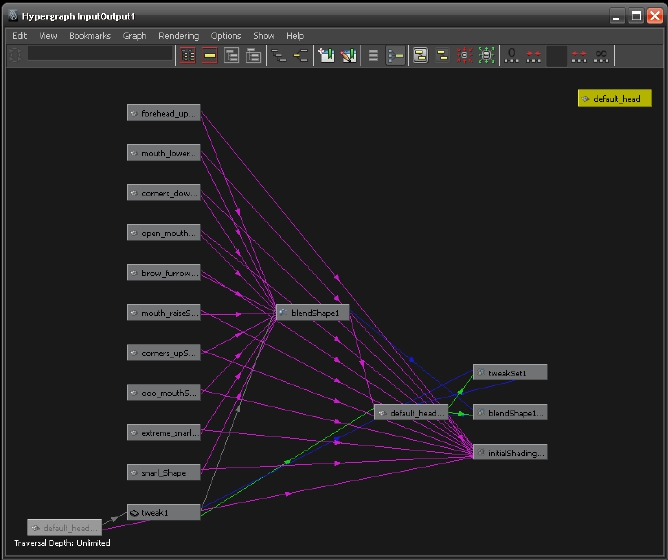 Hypergraph InputOutput1
Edit View Bookmarks Graph Rendering Options Show Help
default_head
forehead_up...
mouth_lower...
corners_dow...
open_mouth...
brow_furrow...
mouth_raiseS...
blendShape1
corners_upS...
tweakSet1
ooo_mouthS...
default_head...
blendShape1...
extreme_snarl...
initialShading...
snarl_Shape
tweak1
default_head...
Traversal Depth: Unlimited